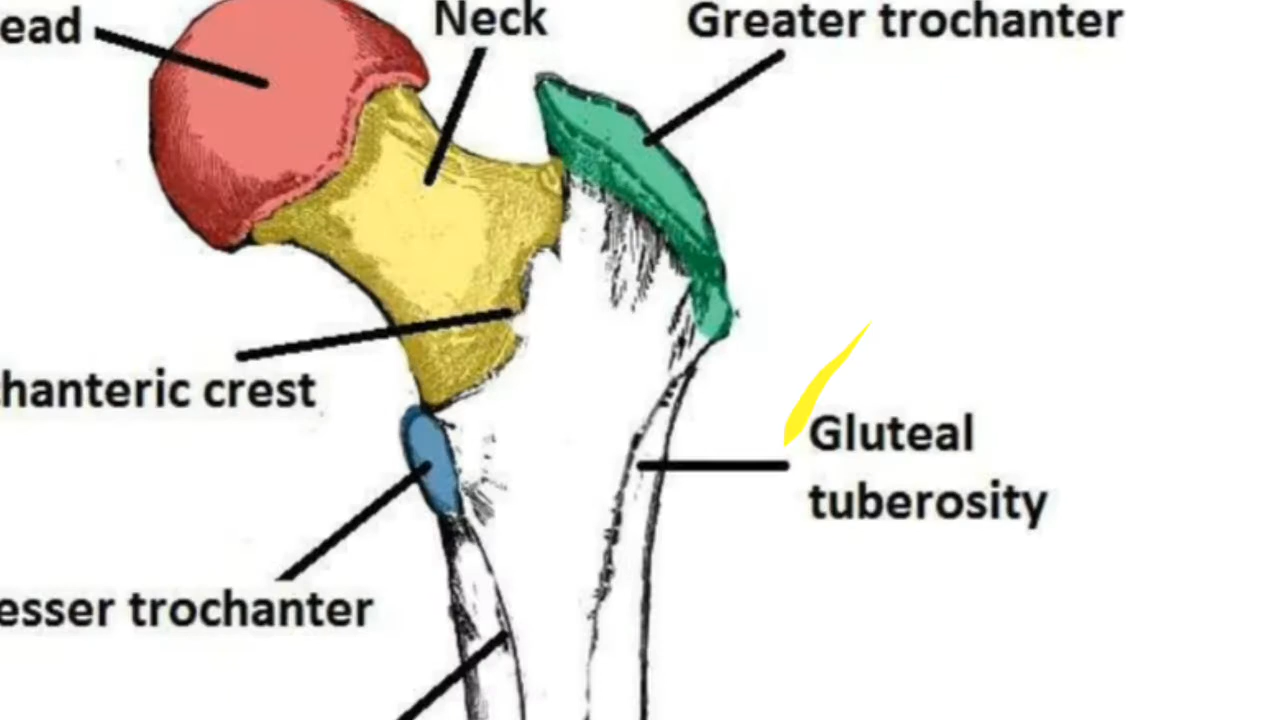 ead
Neck
Greater trochanter
hanteric crest
Gluteal
tuberosity
esser trochanter